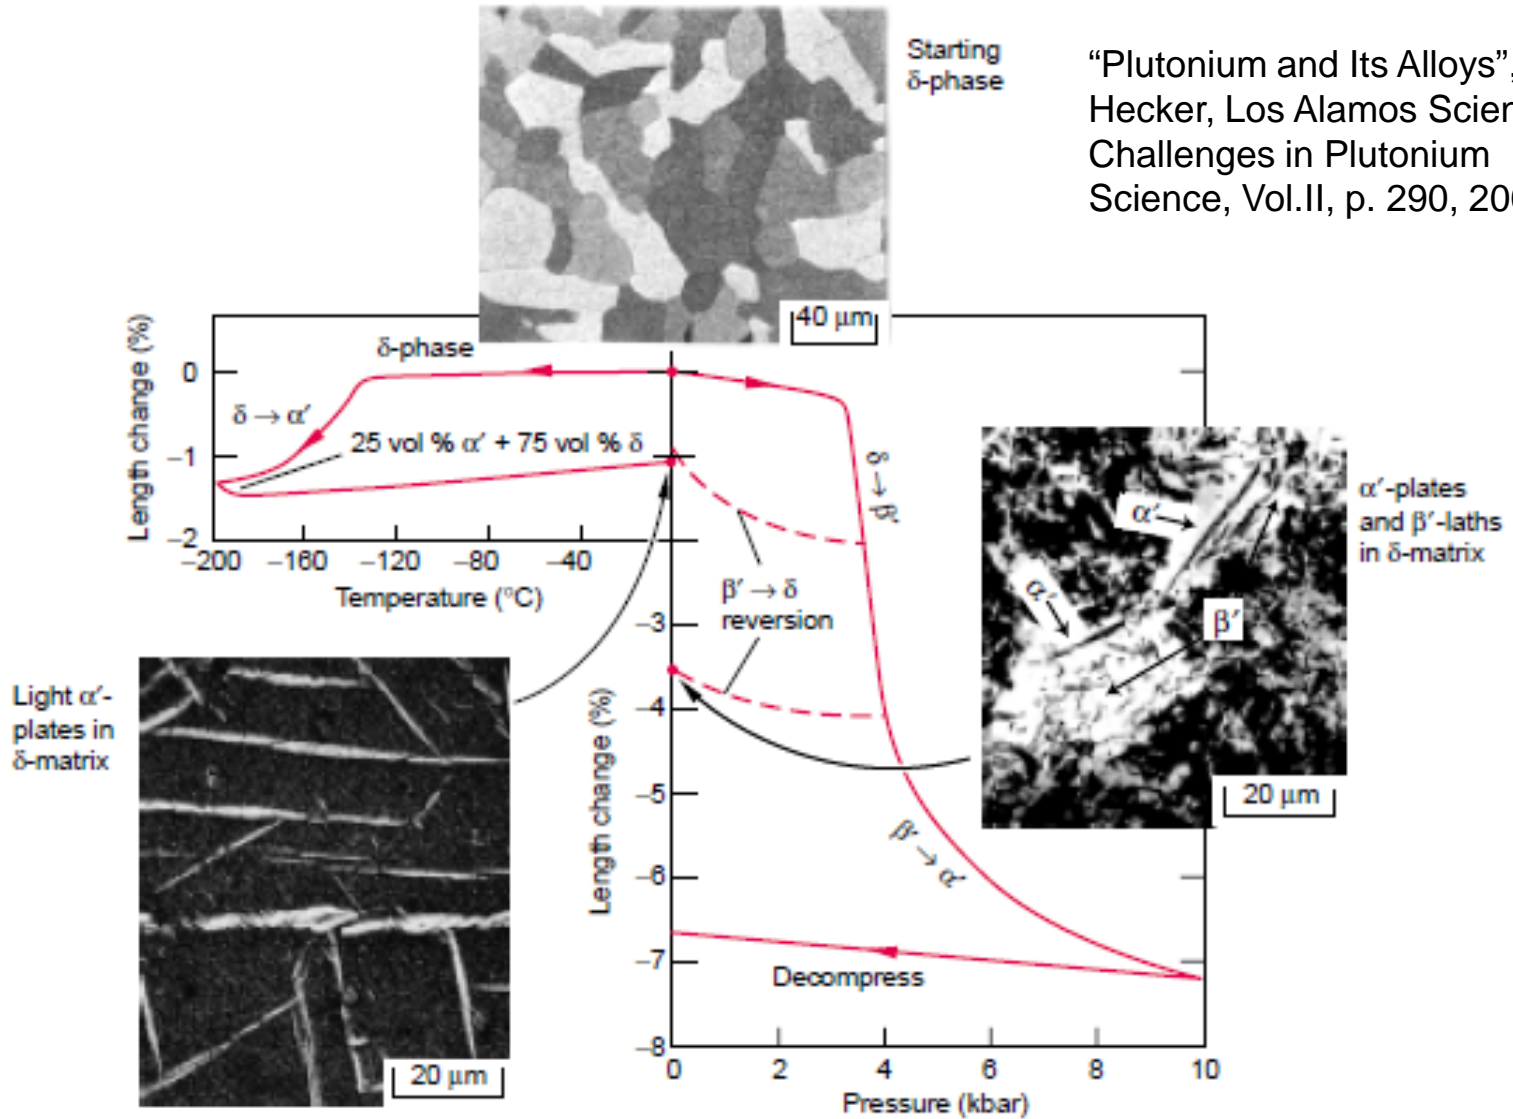 Starting
δ-phase
“Plutonium and Its Alloys”,
Hecker, Los Alamos
Challenges in Plutonium
Science, Vol.II, p. 290,
40 μm
Length change (%)
0
−1
−2
δ-phase
δ → α′
25 vol % α′ + 75 vol % δ
−200
−160
−120
−80
−40
Temperature (°C)
δ → β′
β′ → δ
reversion
α′
α′
β′
20 μm
α′-plates
and β′-laths
in δ-matrix
Light α′-
plates in
δ-matrix
20 μm
Length change (%)
−3
−4
−5
−6
−7
−8
β′ → α′
Decompress
0
2
4
6
8
10
Pressure (kbar)